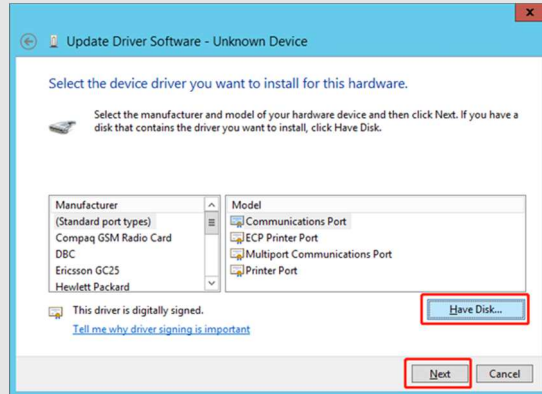 x
Update Driver Software - Unknown Device
Select the device driver you want to install for this hardware.
Select the manufacturer and model of your hardware device and then click Next. If you have a
disk that contains the driver you want to install, click Have Disk.
Manufacturer
(Standard port types)
Compaq GSM Radio Card
DBC
Ericsson GC25
Hewlett Packard
Model
Communications Port
ECP Printer Port
Multiport Communications Port
Printer Port
This driver is digitally signed.
Tell me why driver signing is important
Have Disk...
Next
Cancel